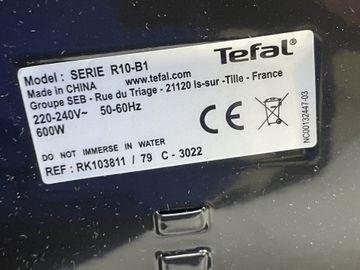 Tefal
Model : SERIE R10-B1
Made in CHINA www.tefal.com
Groupe SEB - Rue du Triage - 21120 Is-sur -Tille - France
220-240V~ 50-60Hz
600W
DO NOT IMMERSE IN WATER
REF : RK103811 / 79 C - 3022
CE
NC00132447-03